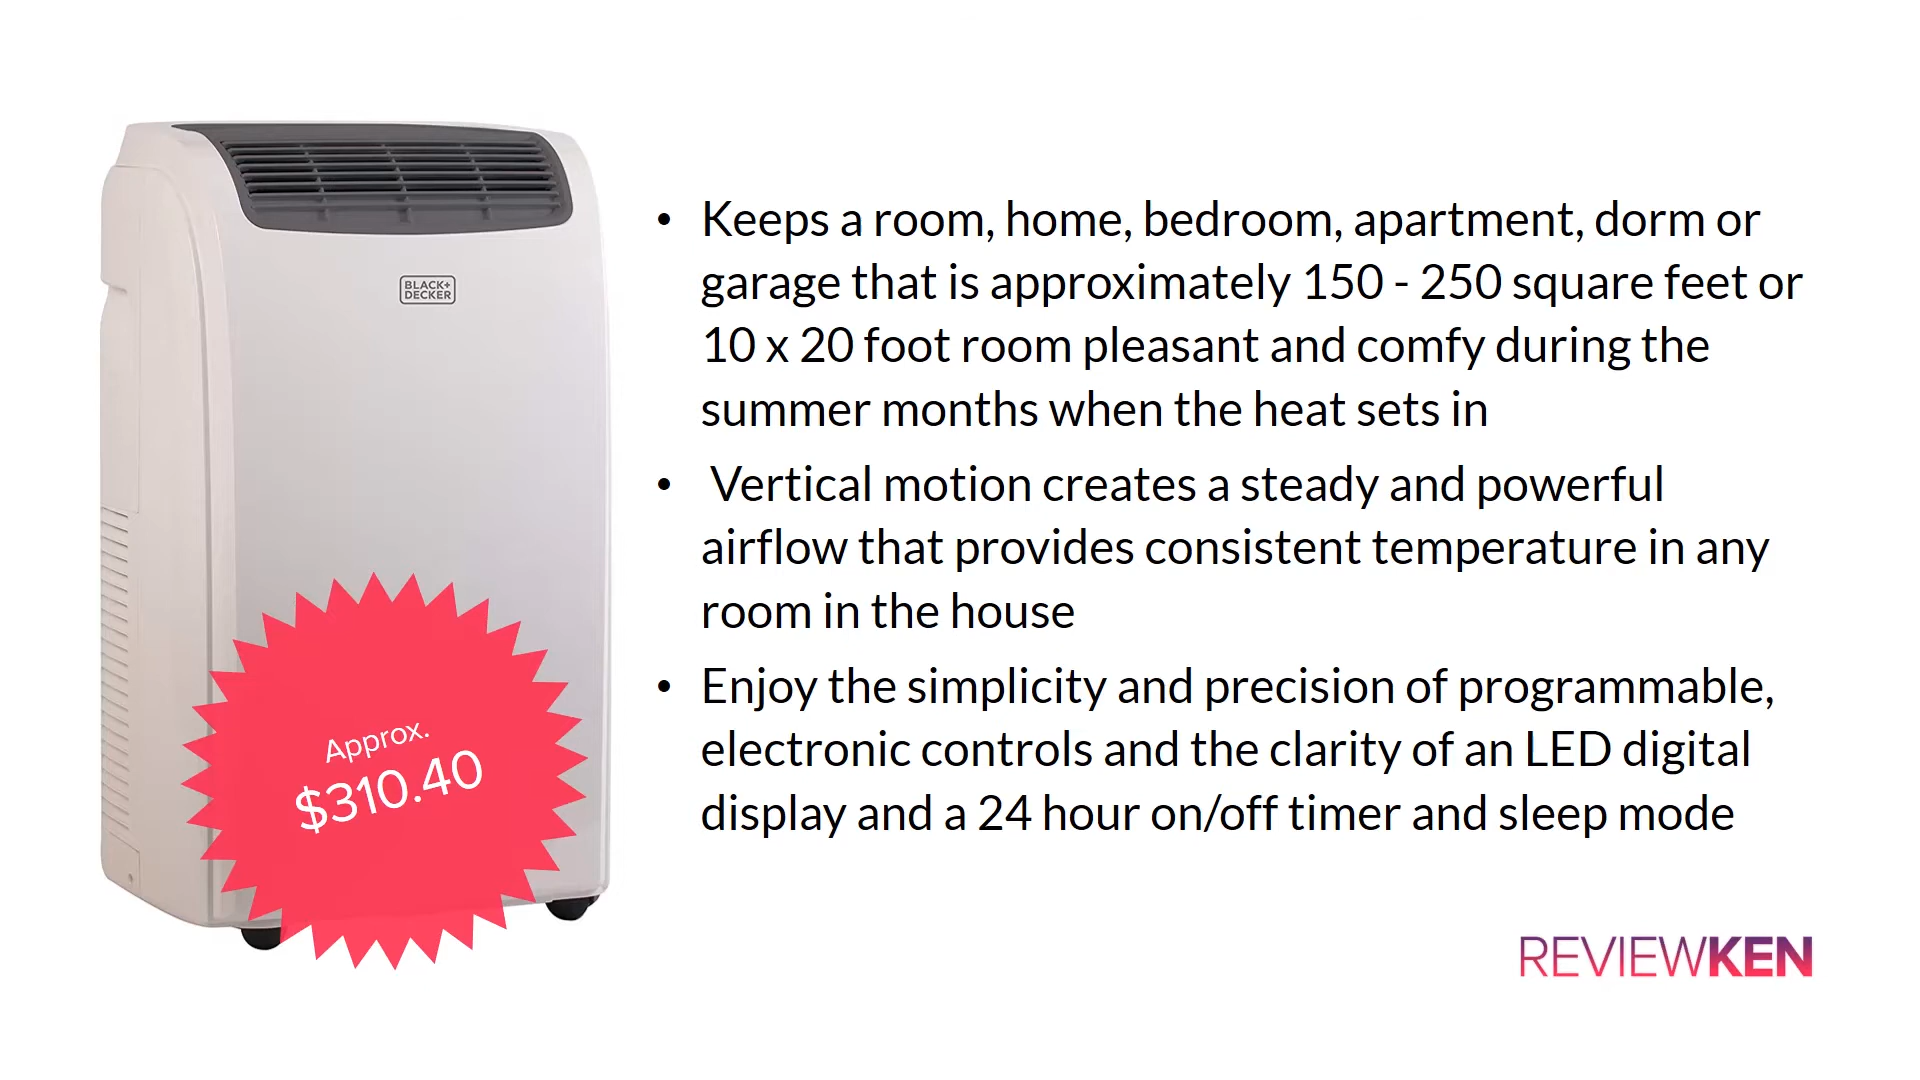 BLACK+
DECKER
• Keeps a room, home, bedroom, apartment, dorm or
garage that is approximately 150 - 250 square feet or
10 x 20 foot room pleasant and comfy during the
summer months when the heat sets in
• Vertical motion creates a steady and powerful
airflow that provides consistent temperature in any
room in the house
• Enjoy the simplicity and precision of programmable,
electronic controls and the clarity of an LED digital
display and a 24 hour on/off timer and sleep mode
Approx.
$310.40
REVIEWKEN